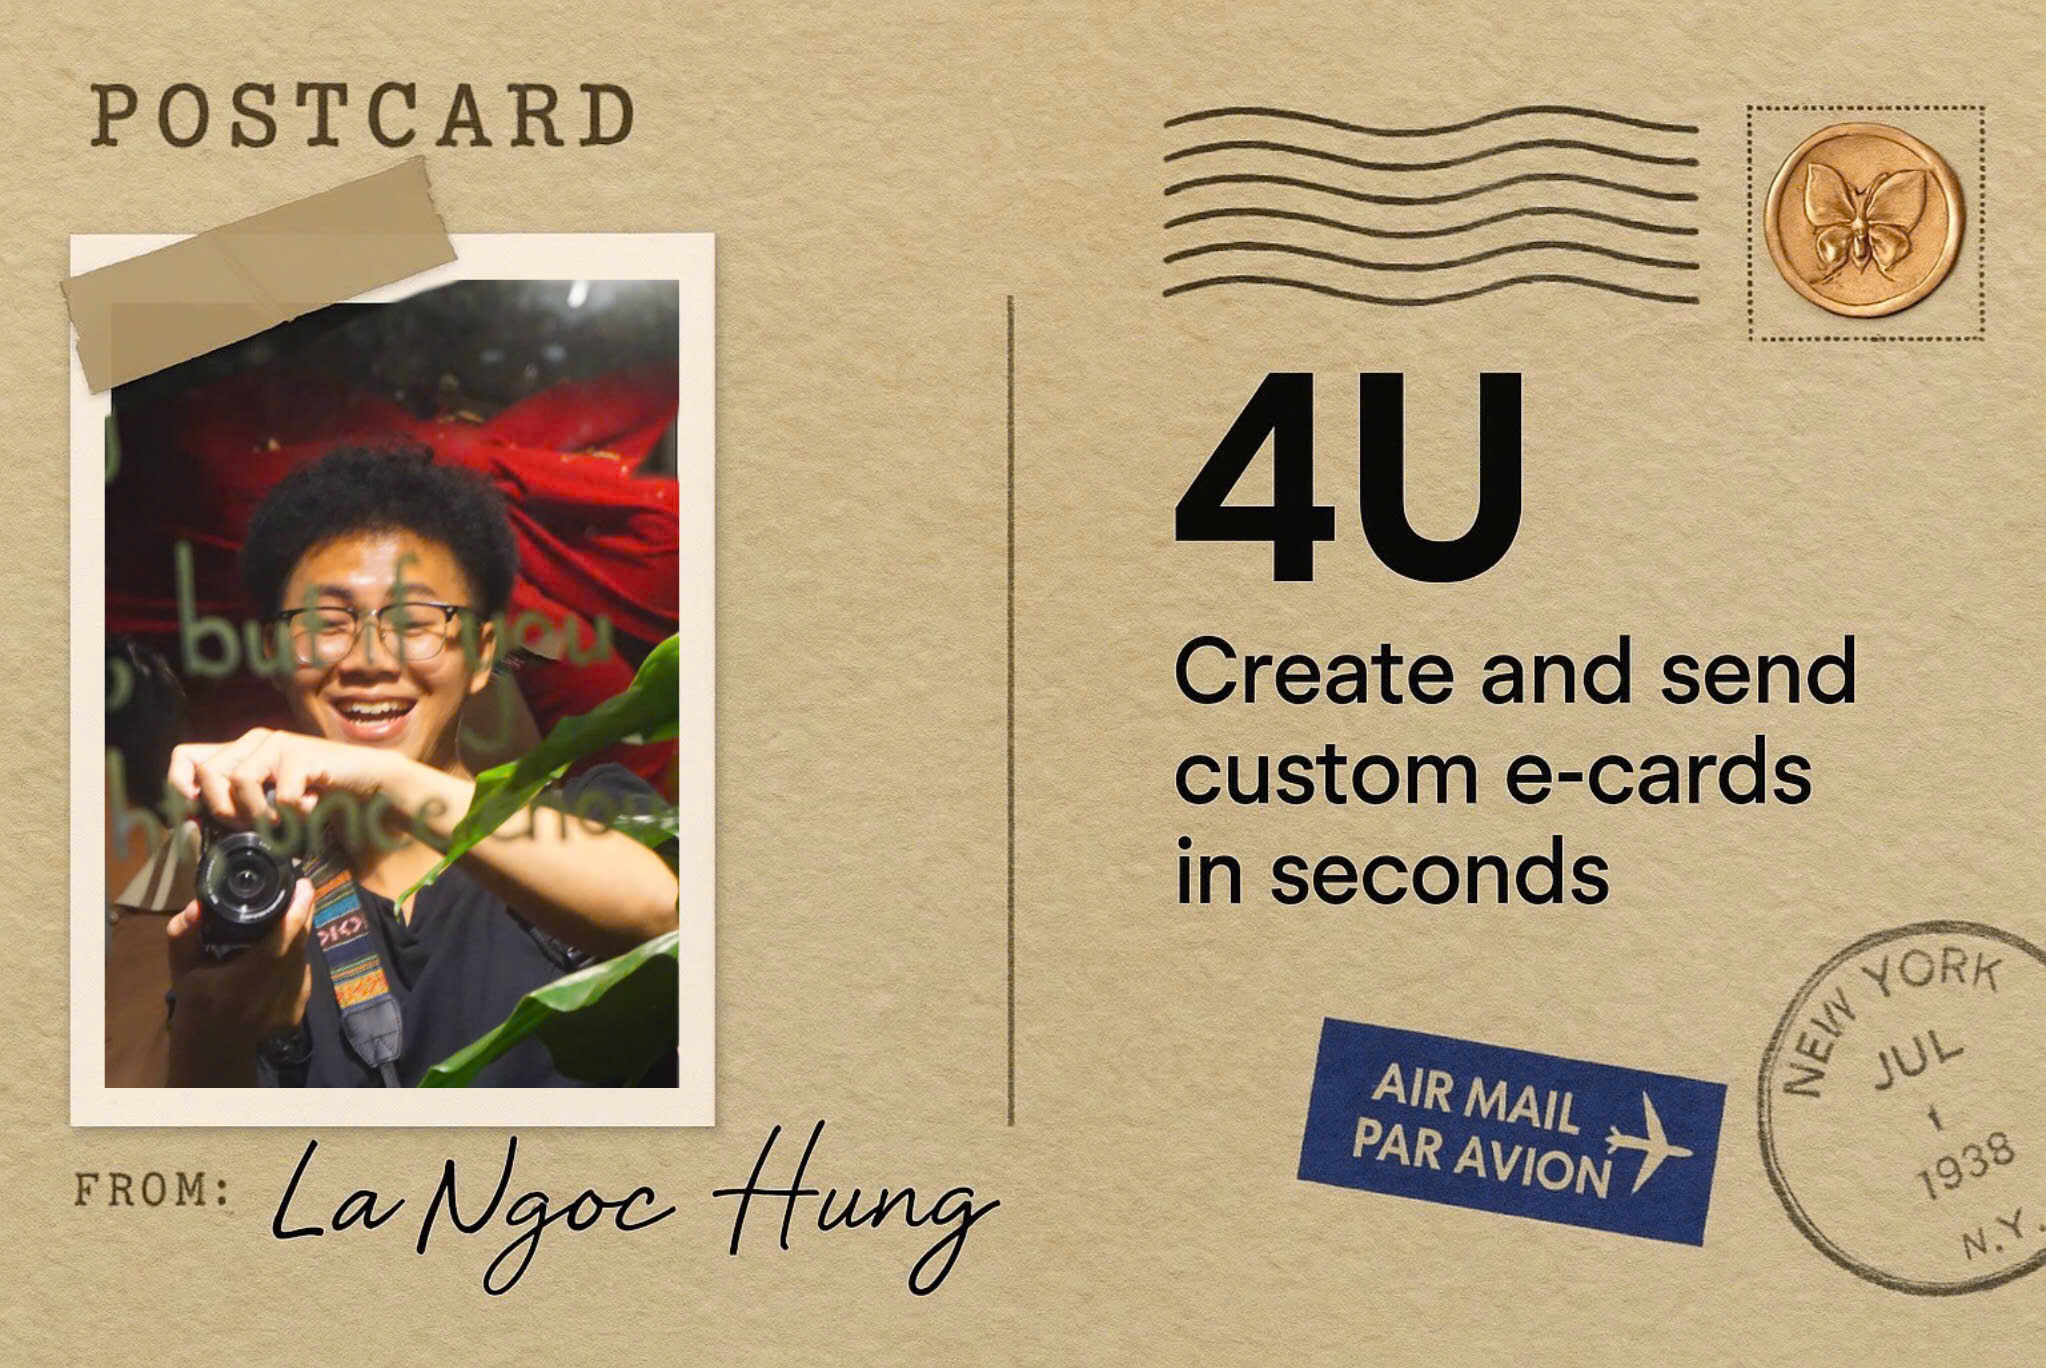 POSTCARD
but if you
once
FROM: La Ngoc Hung
4U
Create and send
custom e-cards
in seconds
AIR MAIL
PAR AVION
NEW YORK
JUL
1
1938
N.Y.